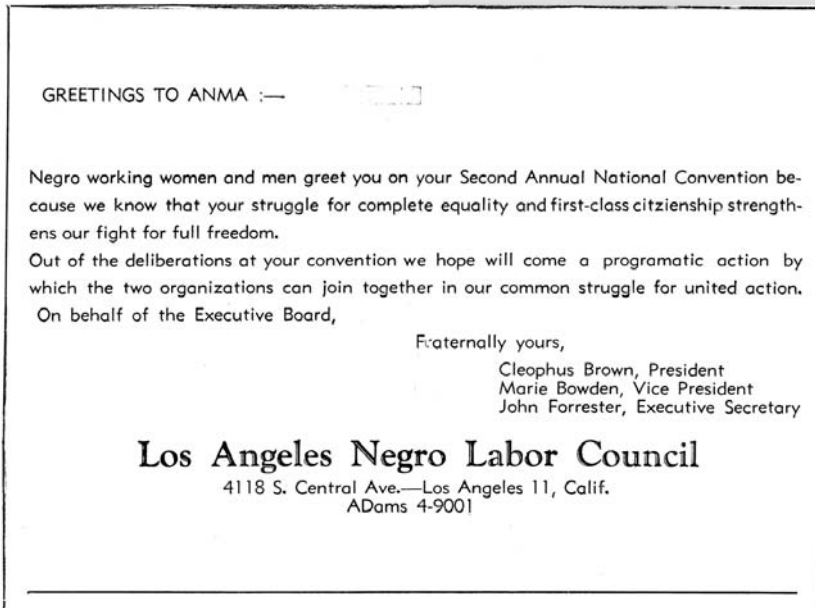 GREETINGS TO ANMA :—
Negro working women and men greet you on your Second Annual National Convention be-
cause we know that your struggle for complete equality and first-class citzienship strength-
ens our fight for full freedom.
Out of the deliberations at your convention we hope will come a programatic action by
which the two organizations can join together in our common struggle for united action.
On behalf of the Executive Board,
Fraternally yours,
Cleophus Brown, President
Marie Bowden, Vice President
John Forrester, Executive Secretary
Los Angeles Negro Labor Council
4118 S. Central Ave.—Los Angeles 11, Calif.
ADams 4-9001